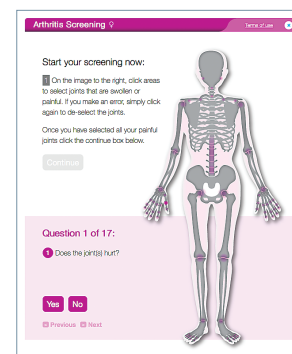 Arthritis Screening ♀
Terms of use
Start your screening now:
1 On the image to the right, click areas
to select joints that are swollen or
painful. If you make an error, simply click
again to de-select the joints.
Once you have selected all your painful
joints click the continue box below.
Continue
Question 1 of 17:
1 Does the joint(s) hurt?
Yes No
Previous Next